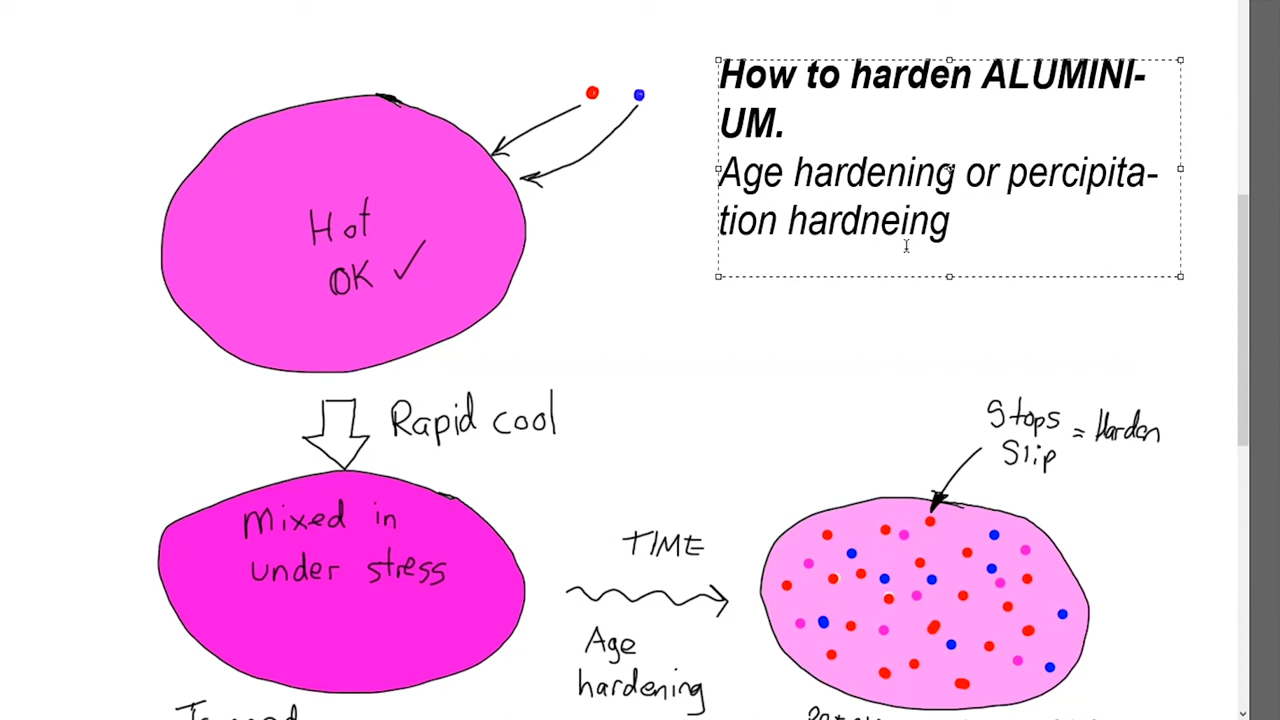 How to harden ALUMINI-
UM.
Age hardening or percipita-
tion hardneing
Hot
OK ✓
Rapid cool
Stops = Harden
Slip
Mixed in
under stress
TIME
Age
hardening